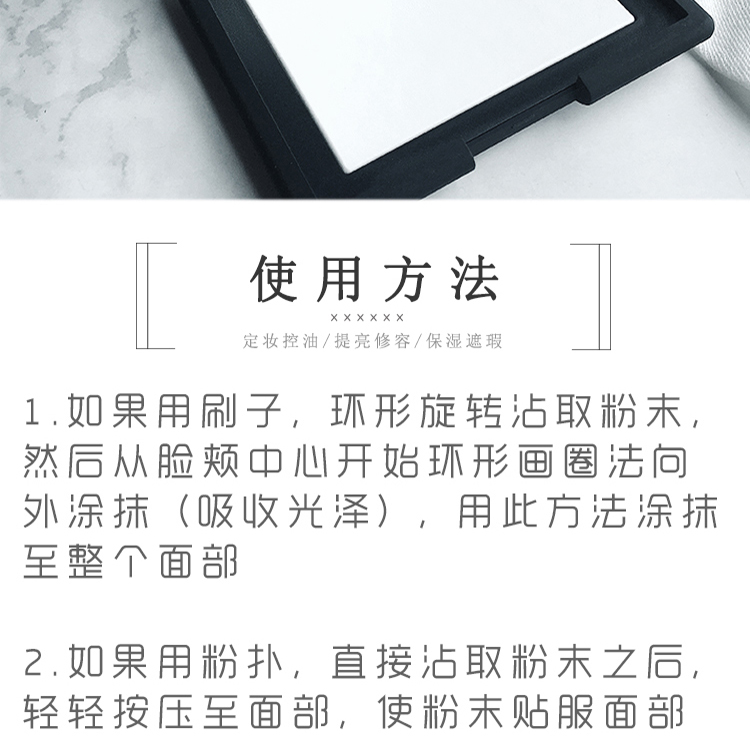 使用方法
××××××
定妆控油/提亮修容/保湿遮瑕
1.如果用刷子，环形旋转沾取粉末，
然后从脸颊中心开始环形画圈法向
外涂抹（吸收光泽），用此方法涂抹
至整个面部
2.如果用粉扑，直接沾取粉末之后，
轻轻按压至面部，使粉末贴服面部